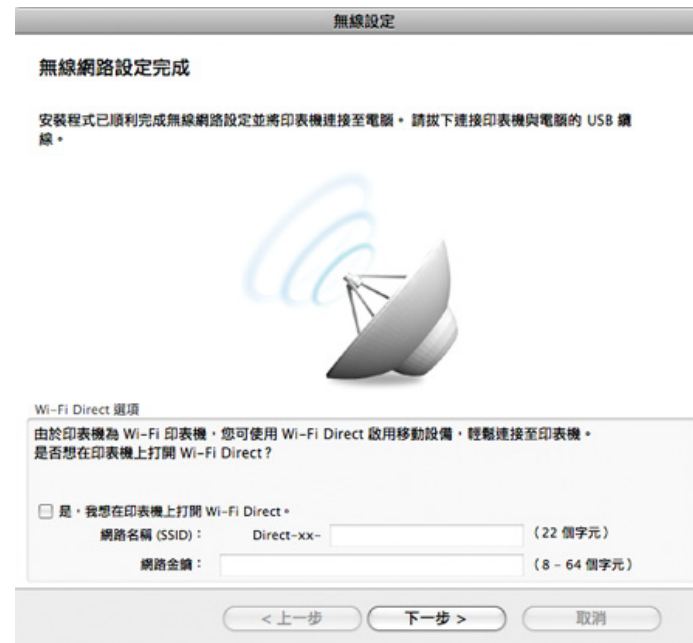 無線設定
無線網路設定完成
安裝程式已順利完成無線網路設定並將印表機連接至電腦。請拔下連接印表機與電腦的 USB 纜
線。
Wi-Fi Direct 選項
由於印表機為 Wi-Fi 印表機，您可使用 Wi-Fi Direct 啟用移動設備，輕鬆連接至印表機。
是否想在印表機上打開 Wi-Fi Direct？
是，我想在印表機上打開 Wi-Fi Direct。
網路名稱 (SSID)： Direct-xx- （22 個字元）
網路金鑰： （8 – 64 個字元）
< 上一步 下一步 > 取消